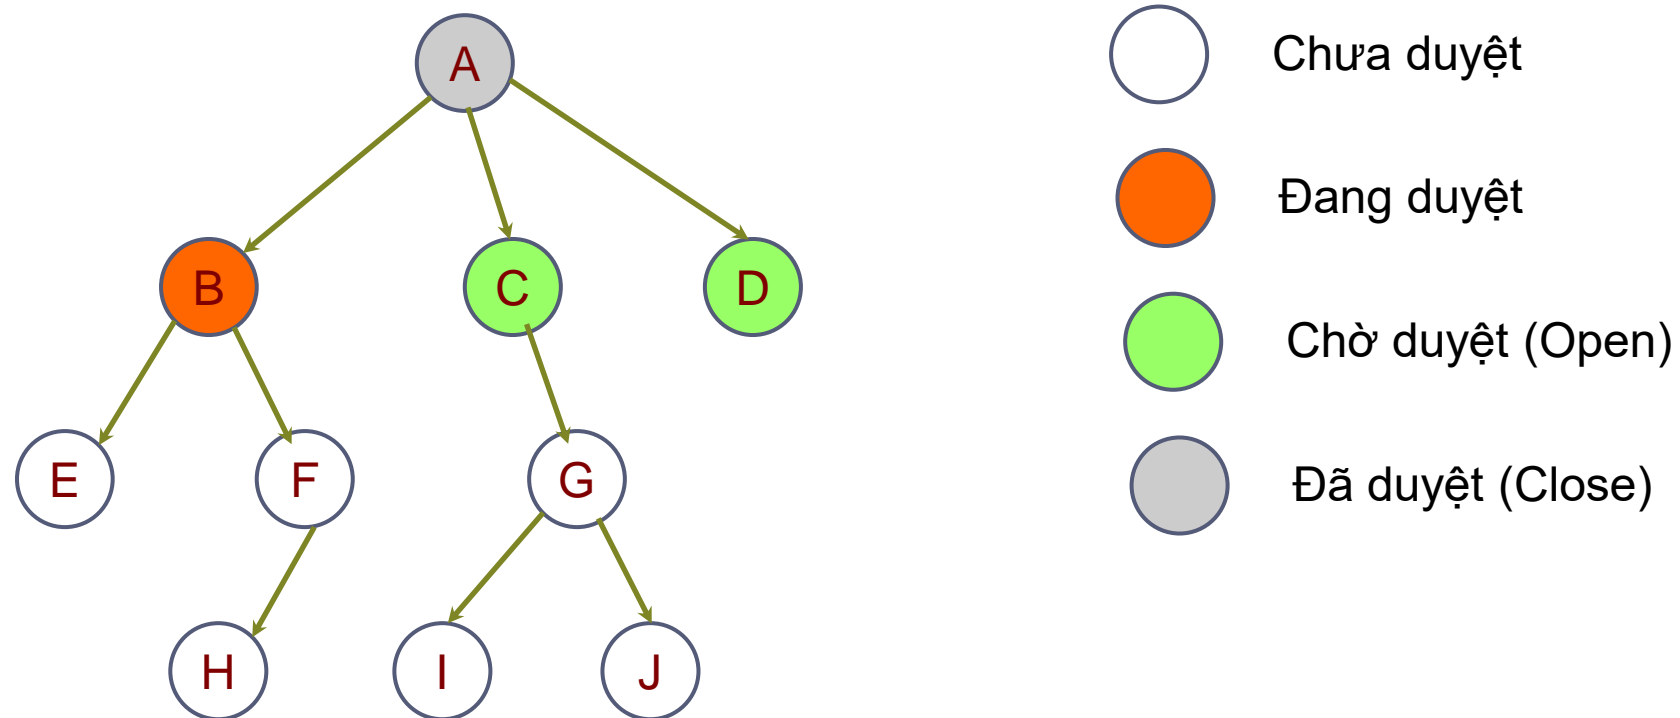 A
B
C
D
E
F
G
H
I
J
Chưa duyệt
Đang duyệt
Chờ duyệt (Open)
Đã duyệt (Close)